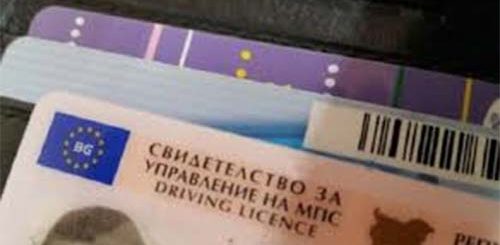 BG
СВИДЕТЕЛСТВО ЗА
УПРАВЛЕНИЕ НА МПС
DRIVING LICENCE